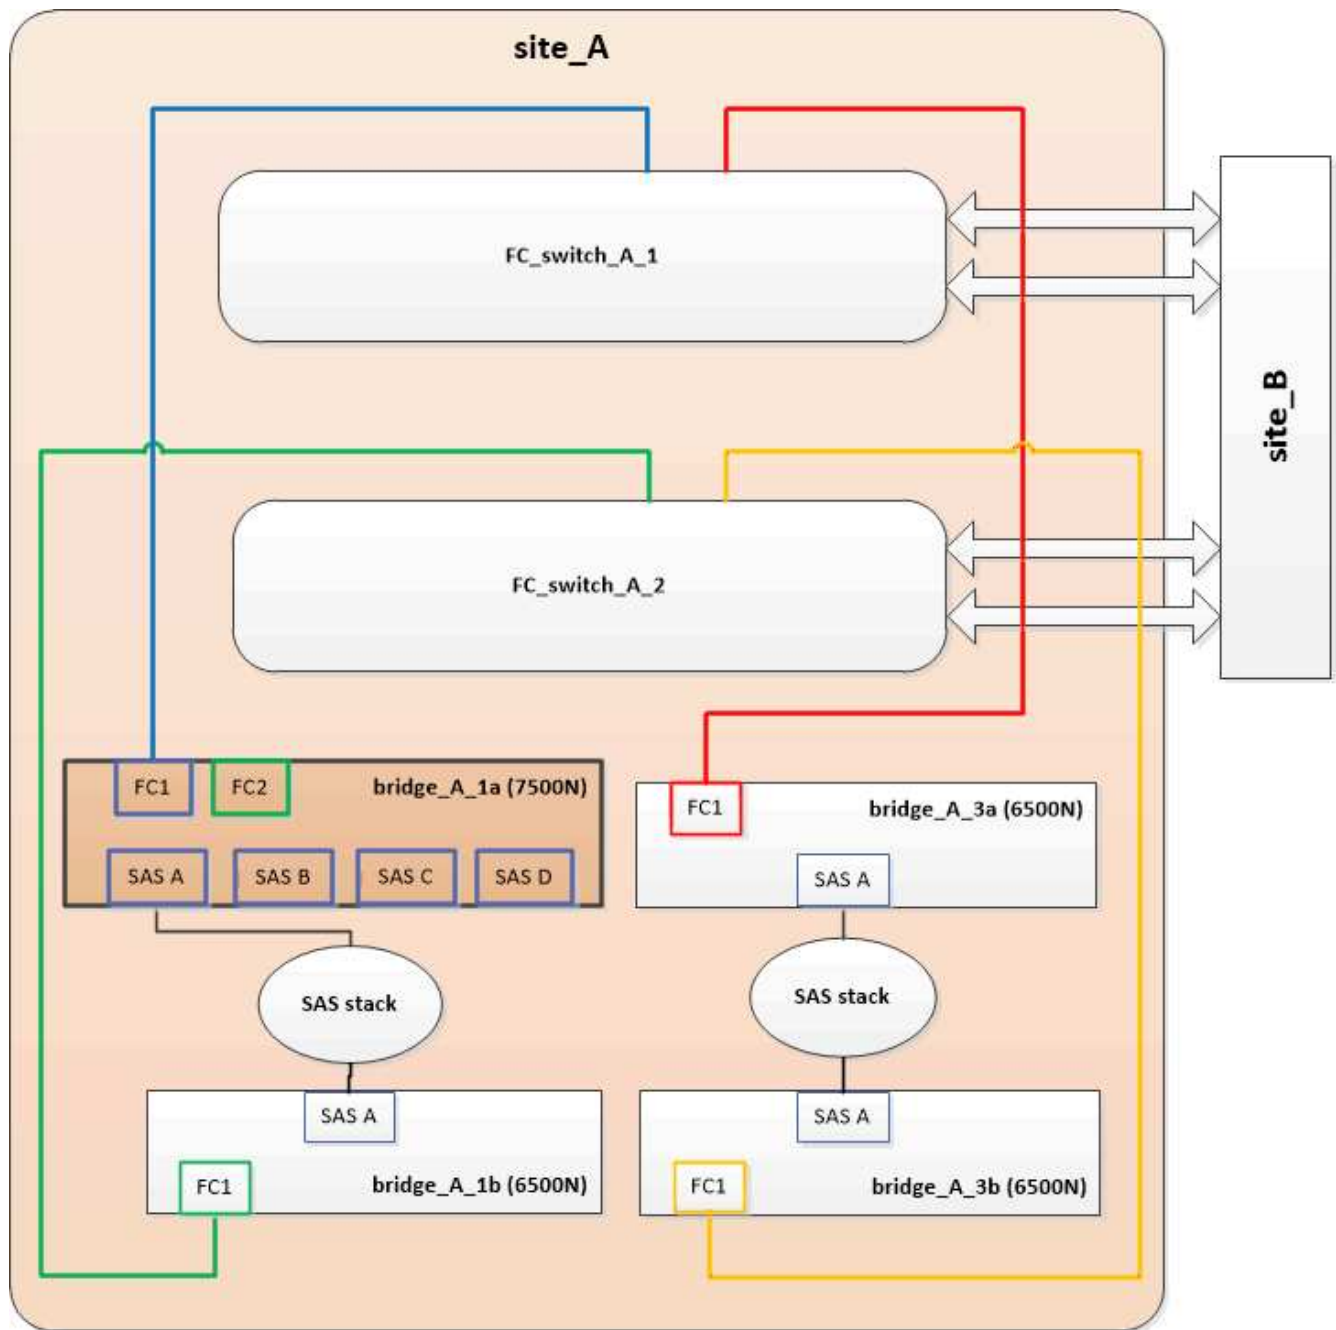 site_A
FC_switch_A_1
site_B
FC_switch_A_2
FC1
FC2
bridge_A_1a (7500N)
SAS A
SAS B
SAS C
SAS D
FC1
bridge_A_3a (6500N)
SAS A
SAS stack
SAS stack
SAS A
FC1
bridge_A_1b (6500N)
SAS A
FC1
bridge_A_3b (6500N)